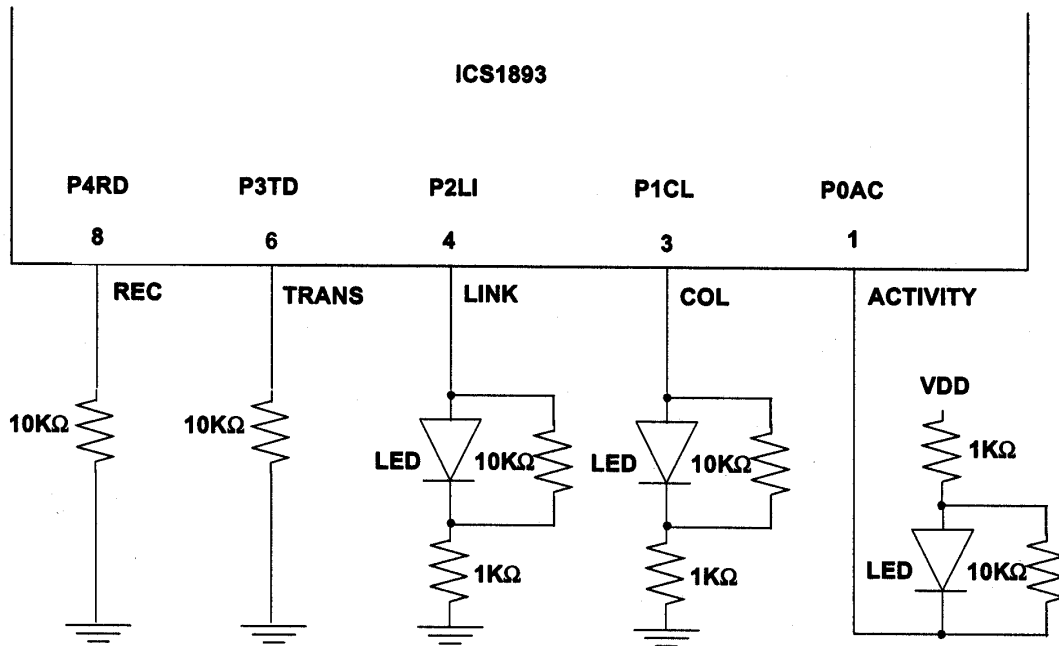 ICS1893
P4RD P3TD P2LI P1CL P0AC
8 6 4 3 1
REC TRANS LINK COL ACTIVITY
VDD
10KΩ 10KΩ 1KΩ
LED 10KΩ LED 10KΩ
LED 10KΩ
1KΩ 1KΩ